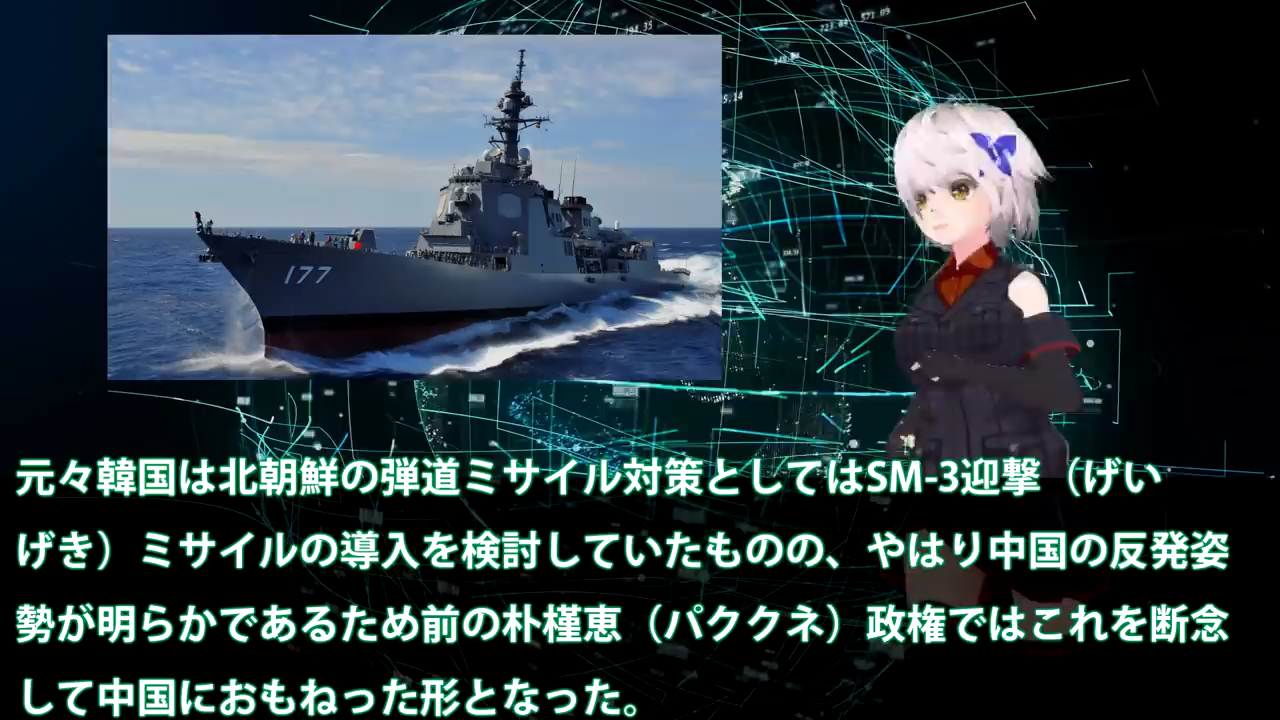 177
元々韓国は北朝鮮の弾道ミサイル対策としてはSM-3迎撃（げい
げき）ミサイルの導入を検討していたものの、やはり中国の反発姿
勢が明らかであるため前の朴槿恵（パククネ）政権ではこれを断念
して中国におもねった形となった。